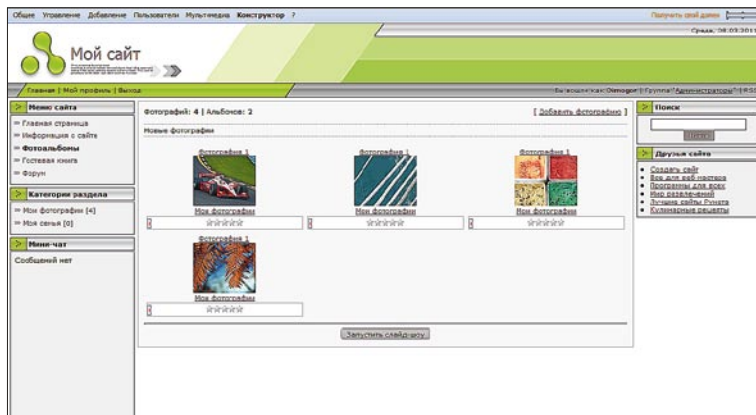 Общее Управление Добавление Пользователи Мультимедиа Конструктор ?
Получить свой домен
Среда, 08.03.2011
Мой сайт
Главная | Мой профиль | Выход
Вы вошли как Dimogor | Группа "Администраторы" | RSS
Меню сайта
Главная страница
Информация о сайте
Фотоальбомы
Гостевая книга
Форум
Категории раздела
Мои фотографии [4]
Моя семья [0]
Мини-чат
Сообщений нет
Фотографий: 4 | Альбомов: 2
[ Добавить фотографию ]
Новые фотографии
Фотография 1
Мои фотографии
Фотография 1
Мои фотографии
Фотография 1
Мои фотографии
Фотография 1
Мои фотографии
Запустить слайд-шоу
Поиск
Друзья сайта
Создать сайт
Все для веб-мастера
Программы для всех
Мир развлечений
Лучшие сайты Рунета
Кулинарные рецепты